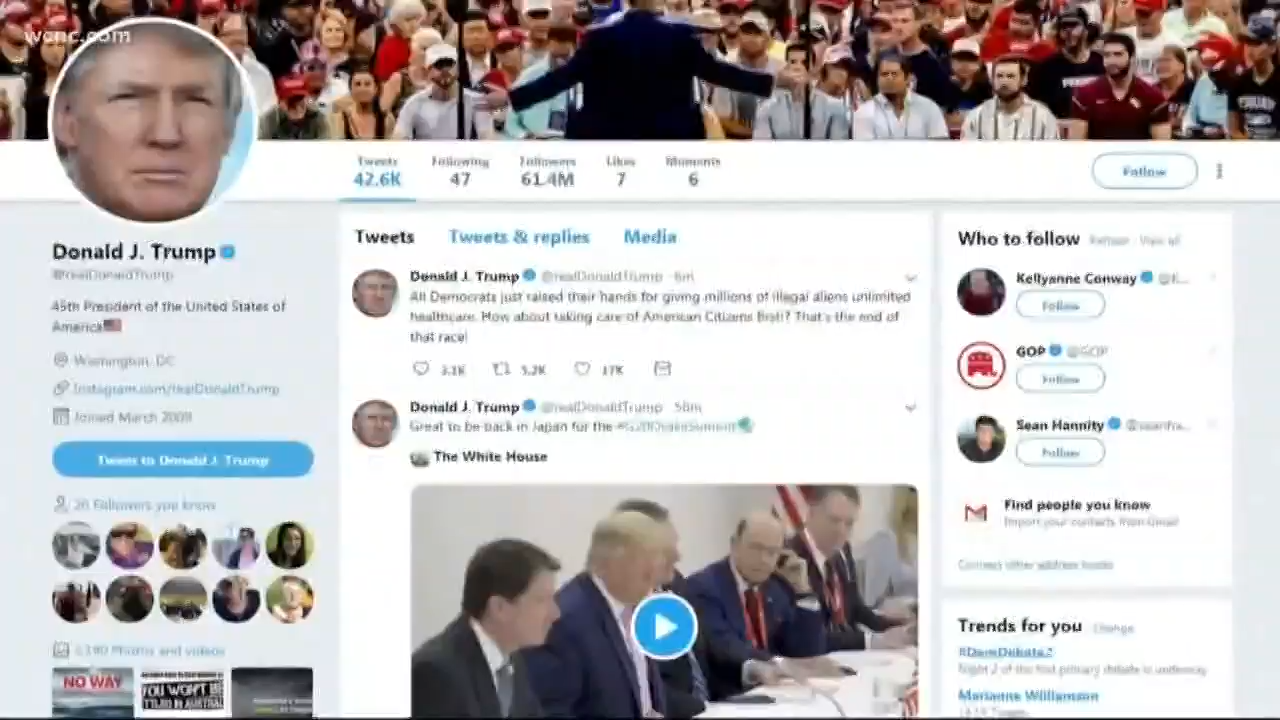 wcnc.com
Tweets Following Followers Likes Moments
42.6K 47 61.4M 7 6
Follow
Donald J. Trump
@realDonaldTrump
45th President of the United States of
America
Washington, DC
Instagram.com/realDonaldTrump
Joined March 2009
Tweet to Donald J. Trump
26 Followers you know
Photos and videos
NO WAY
YOU WON'T BE
Tweets Tweets & replies Media
Donald J. Trump @realDonaldTrump · 6m
All Democrats just raised their hands for giving millions of illegal aliens unlimited
healthcare. How about taking care of American Citizens first!? That's the end of
that race!
5.2K 17K
Donald J. Trump @realDonaldTrump · 58m
Great to be back in Japan for the #G20OsakaSummit
The White House
Who to follow Refresh · View all
Kellyanne Conway
Follow
GOP @GOP
Follow
Sean Hannity @seanha...
Follow
Find people you know
Import your contacts from Gmail
Connect other address books
Trends for you Change
#DemDebate2
Night 2 of the first primary debate is underway
Marianne Williamson
Tweets